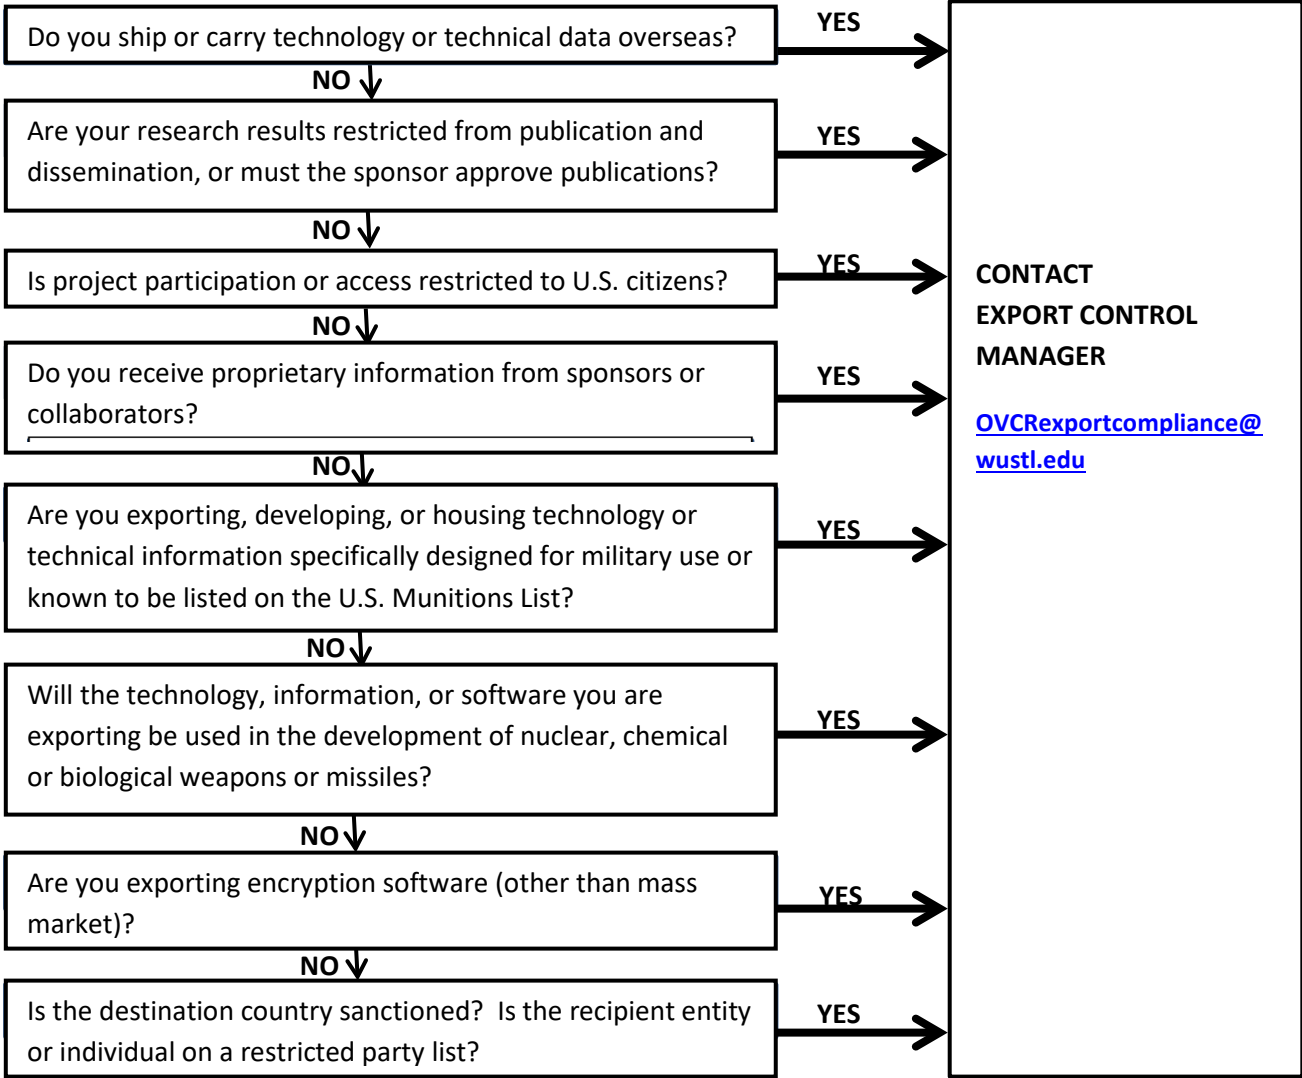 Do you ship or carry technology or technical data overseas?
YES
NO
Are your research results restricted from publication and
dissemination, or must the sponsor approve publications?
YES
NO
Is project participation or access restricted to U.S. citizens?
YES
NO
Do you receive proprietary information from sponsors or
collaborators?
YES
NO
Are you exporting, developing, or housing technology or
technical information specifically designed for military use or
known to be listed on the U.S. Munitions List?
YES
NO
Will the technology, information, or software you are
exporting be used in the development of nuclear, chemical
or biological weapons or missiles?
YES
NO
Are you exporting encryption software (other than mass
market)?
YES
NO
Is the destination country sanctioned?  Is the recipient entity
or individual on a restricted party list?
YES
CONTACT
EXPORT CONTROL
MANAGER
OVCRexportcompliance@
wustl.edu